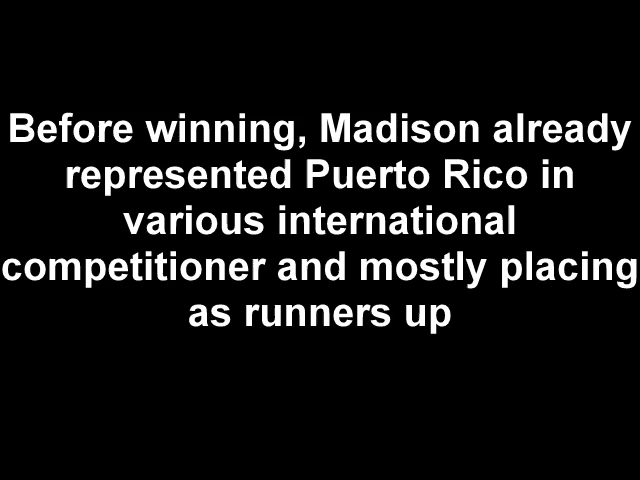 Before winning, Madison already
represented Puerto Rico in
various international
competitioner and mostly placing
as runners up